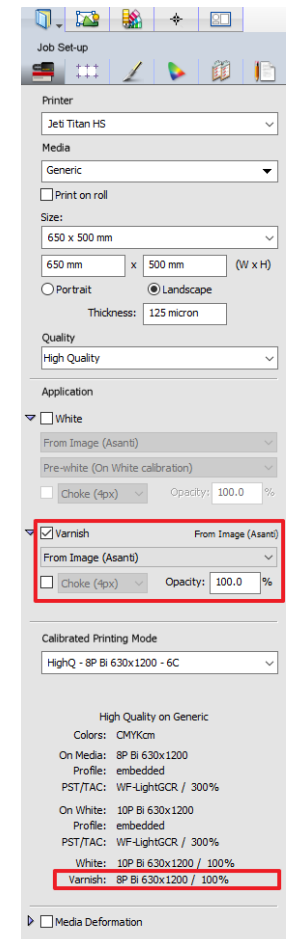 Job Set-up
Printer
Jeti Titan HS
Media
Generic
Print on roll
Size:
650 x 500 mm
650 mm x 500 mm (W x H)
Portrait Landscape
Thickness: 125 micron
Quality
High Quality
Application
White
From Image (Asanti)
Pre-white (On White calibration)
Choke (4px) Opacity: 100.0 %
Varnish From Image (Asanti)
From Image (Asanti)
Choke (4px) Opacity: 100.0 %
Calibrated Printing Mode
HighQ - 8P Bi 630x1200 - 6C
High Quality on Generic
Colors: CMYKcm
On Media: 8P Bi 630x1200
Profile: embedded
PST/TAC: WF-LightGCR / 300%
On White: 10P Bi 630x1200
Profile: embedded
PST/TAC: WF-LightGCR / 300%
White: 10P Bi 630x1200 / 100%
Varnish: 8P Bi 630x1200 / 100%
Media Deformation